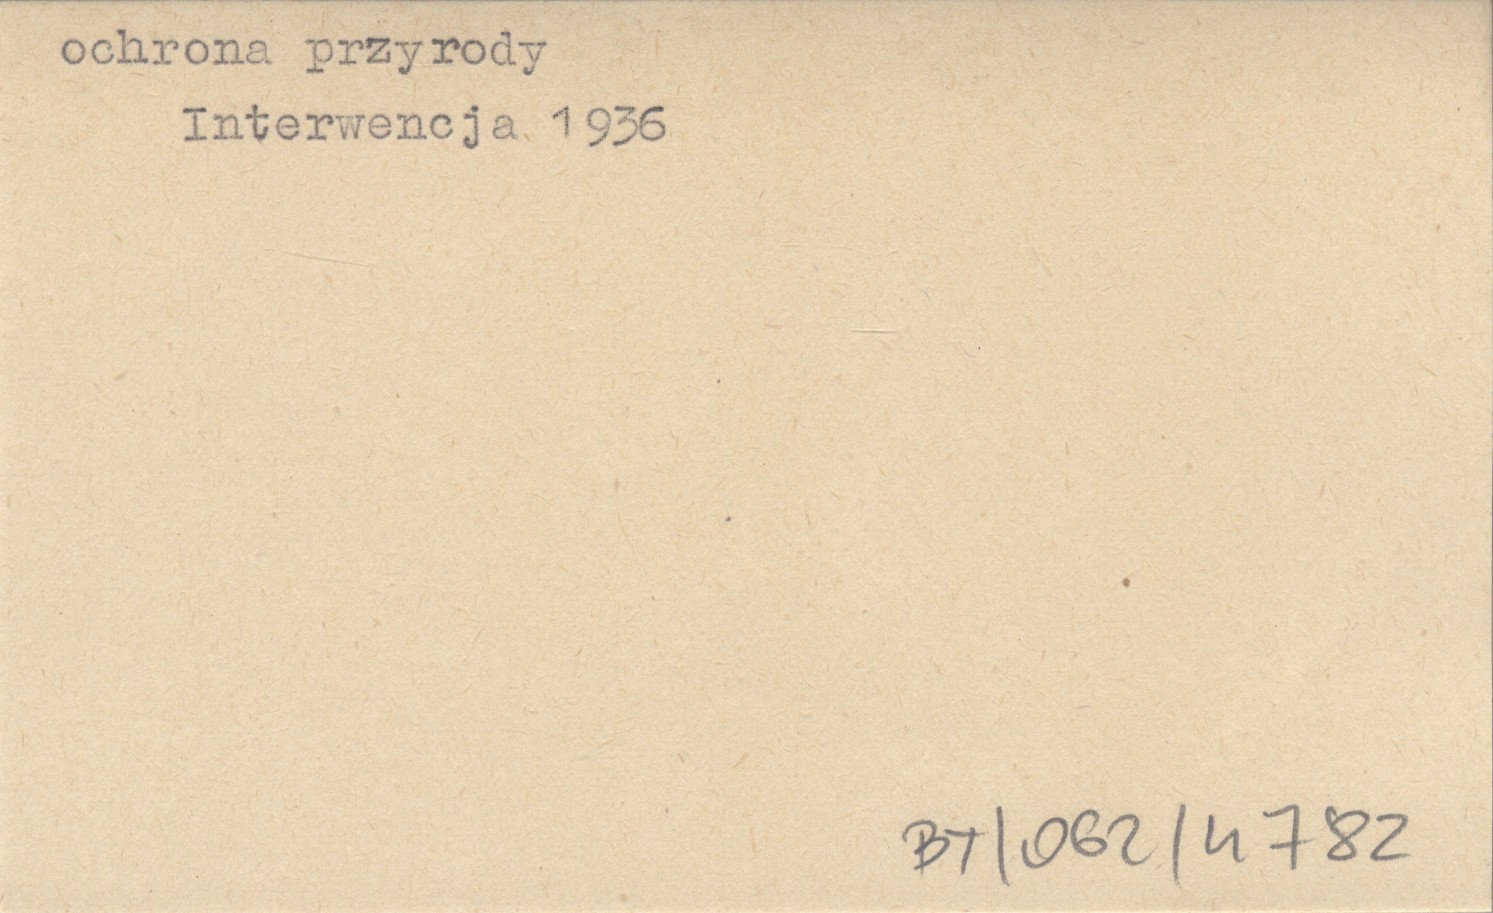 ochrona przyrody
Interwencja 1936
BT/062/4782